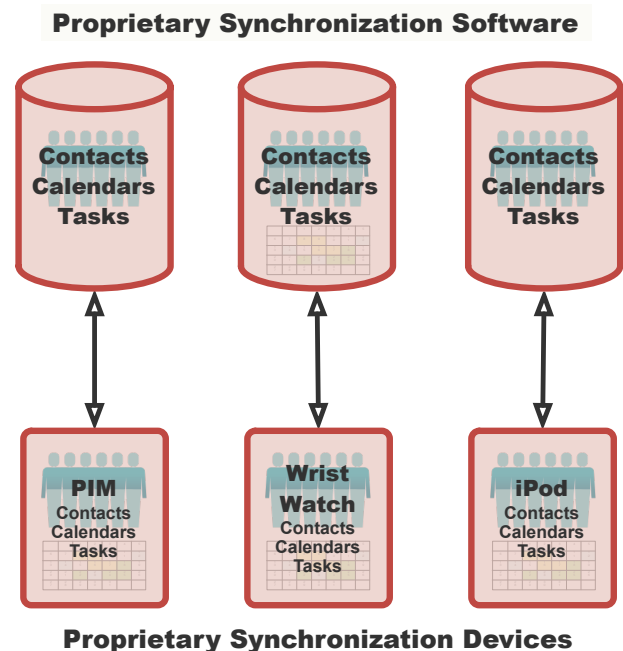 Proprietary Synchronization Software
Contacts
Calendars
Tasks
Contacts
Calendars
Tasks
Contacts
Calendars
Tasks
PIM
Contacts
Calendars
Tasks
Wrist
Watch
Contacts
Calendars
Tasks
iPod
Contacts
Calendars
Tasks
Proprietary Synchronization Devices